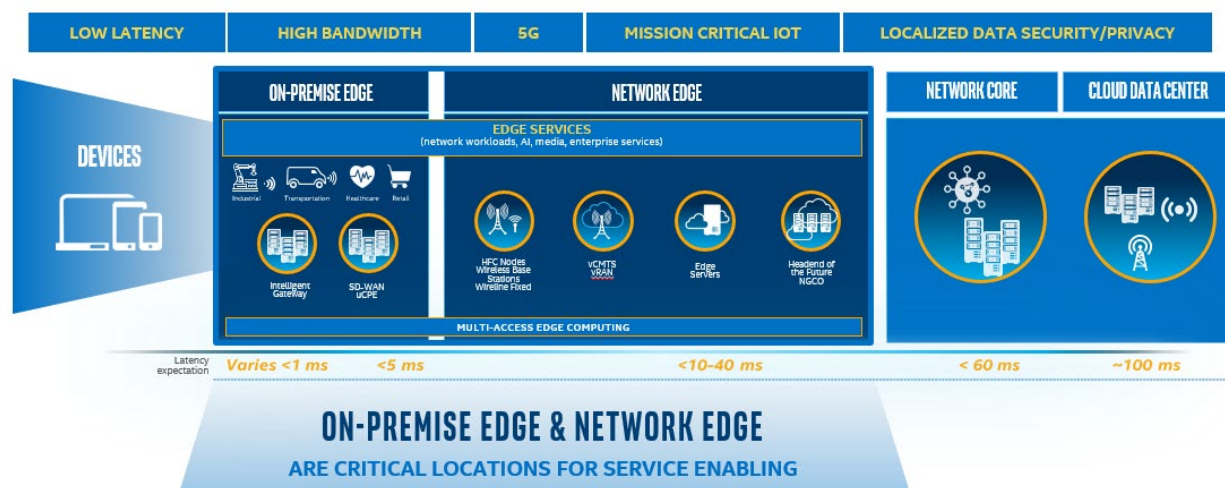 LOW LATENCY
HIGH BANDWIDTH
5G
MISSION CRITICAL IOT
LOCALIZED DATA SECURITY/PRIVACY
DEVICES
ON-PREMISE EDGE
NETWORK EDGE
NETWORK CORE
CLOUD DATA CENTER
EDGE SERVICES
(network workloads, AI, media, enterprise services)
Industrial
Transportation
Healthcare
Retail
Intelligent
Gateway
SD-WAN
uCPE
HFC Nodes
Wireless Base
Stations
Wireline Fixed
vCMTS
vRAN
Edge
Servers
Headend of
the Future
NGCO
MULTI-ACCESS EDGE COMPUTING
Latency
expectation
Varies <1 ms
<5 ms
<10-40 ms
< 60 ms
~100 ms
ON-PREMISE EDGE & NETWORK EDGE
ARE CRITICAL LOCATIONS FOR SERVICE ENABLING